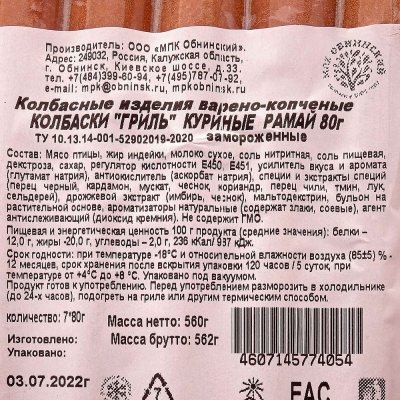 Производитель: ООО «МПК Обнинский»,
Адрес: 249032, Россия, Калужская область,
г. Обнинск, Киевское шоссе, д.33,
тел. +7(484)399-60-94, +7(495)787-07-92,
e-mail: mpk@obninsk.ru, mpkobninsk.ru
МПК ОБНИНСКИЙ
Колбасные изделия варено-копченые
КОЛБАСКИ "ГРИЛЬ" КУРИНЫЕ РАМАЙ 80г
ТУ 10.13.14-001-52902019-2020 замороженные
Состав: Мясо птицы, жир индейки, молоко сухое, соль нитритная, соль пищевая,
декстроза, сахар, регулятор кислотности E450, E451, усилитель вкуса и аромата
(глутамат натрия), антиокислитель (аскорбат натрия), специи и экстракты специй
(перец черный, кардамон, мускат, чеснок, кориандр, перец чили, тмин, лук,
сельдерей), дрожжевой экстракт (имбирь, чеснок), мальтодекстрин, бульон на
растительной основе, ароматизаторы натуральные (содержат злаки, соевые), агент
антислеживающий (диоксид кремния). Не содержит ГМО.
Пищевая и энергетическая ценность 100 г продукта (средние значения): белки –
12,0 г, жиры -20,0 г, углеводы – 2,0 г, 236 кКал/ 987 кДж.
Срок годности: при температуре -18°С и относительной влажности воздуха (85±5) % -
12 месяцев, срок хранения после вскрытия упаковки 120 часов / 5 суток, при
температуре от +4°С до +8 °С. Упаковано под вакуумом.
Продукт готов к употреблению. Перед употреблением разморозить в холодильнике
(до 24-х часов), подогреть на гриле или другим термическим способом.
количество: 7*80г
Масса нетто: 560г
Масса брутто: 562г
Изготовлено:
Упаковано:
03.07.2022г
4607145774054
7
EAC